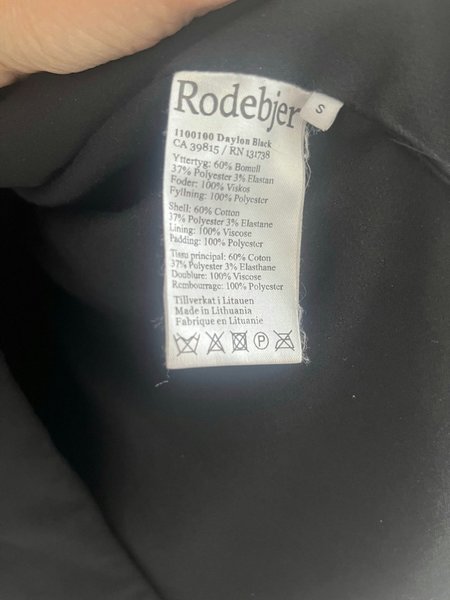 Rodebjer
S
1100100 Daylon Black
CA 39815 / RN 131738
Yttertyg: 60% Bomull
37% Polyester 3% Elastan
Foder: 100% Viskos
Fyllning: 100% Polyester
Shell: 60% Cotton
37% Polyester 3% Elastane
Lining: 100% Viscose
Padding: 100% Polyester
Tissu principal: 60% Coton
37% Polyester 3% Elasthane
Doublure: 100% Viscose
Rembourrage: 100% Polyester
Tillverkat i Litauen
Made in Lithuania
Fabrique en Lituanie
P